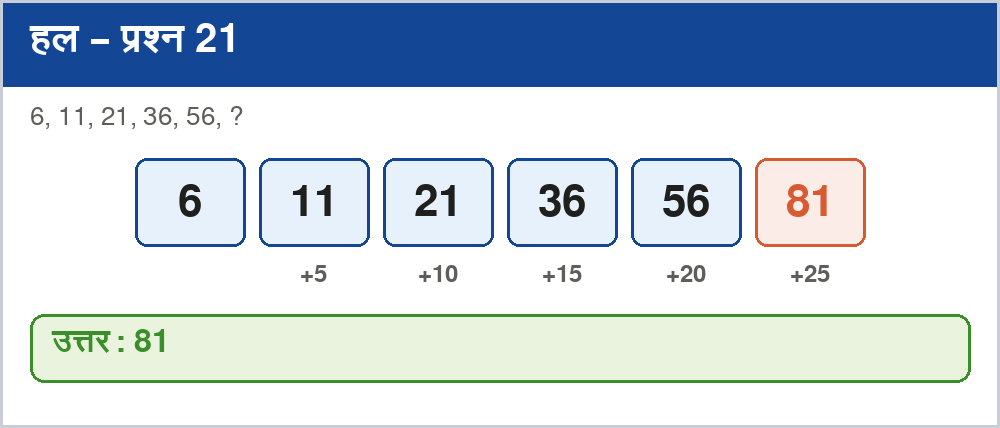 हल – प्रश्न 21
6, 11, 21, 36, 56, ?
6 11 21 36 56 81
+5 +10 +15 +20 +25
उत्तर : 81